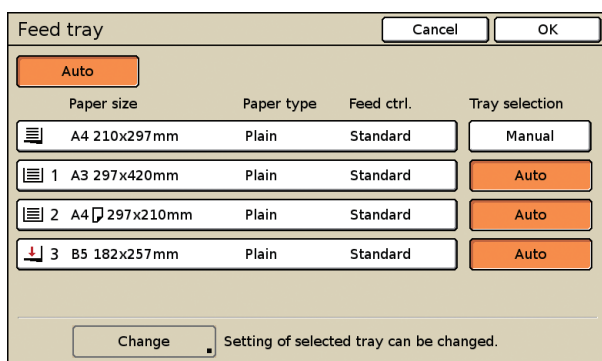 Feed tray Cancel OK
Auto
Paper size Paper type Feed ctrl. Tray selection
A4 210x297mm Plain Standard Manual
1 A3 297x420mm Plain Standard Auto
2 A4 297x210mm Plain Standard Auto
3 B5 182x257mm Plain Standard Auto
Change Setting of selected tray can be changed.